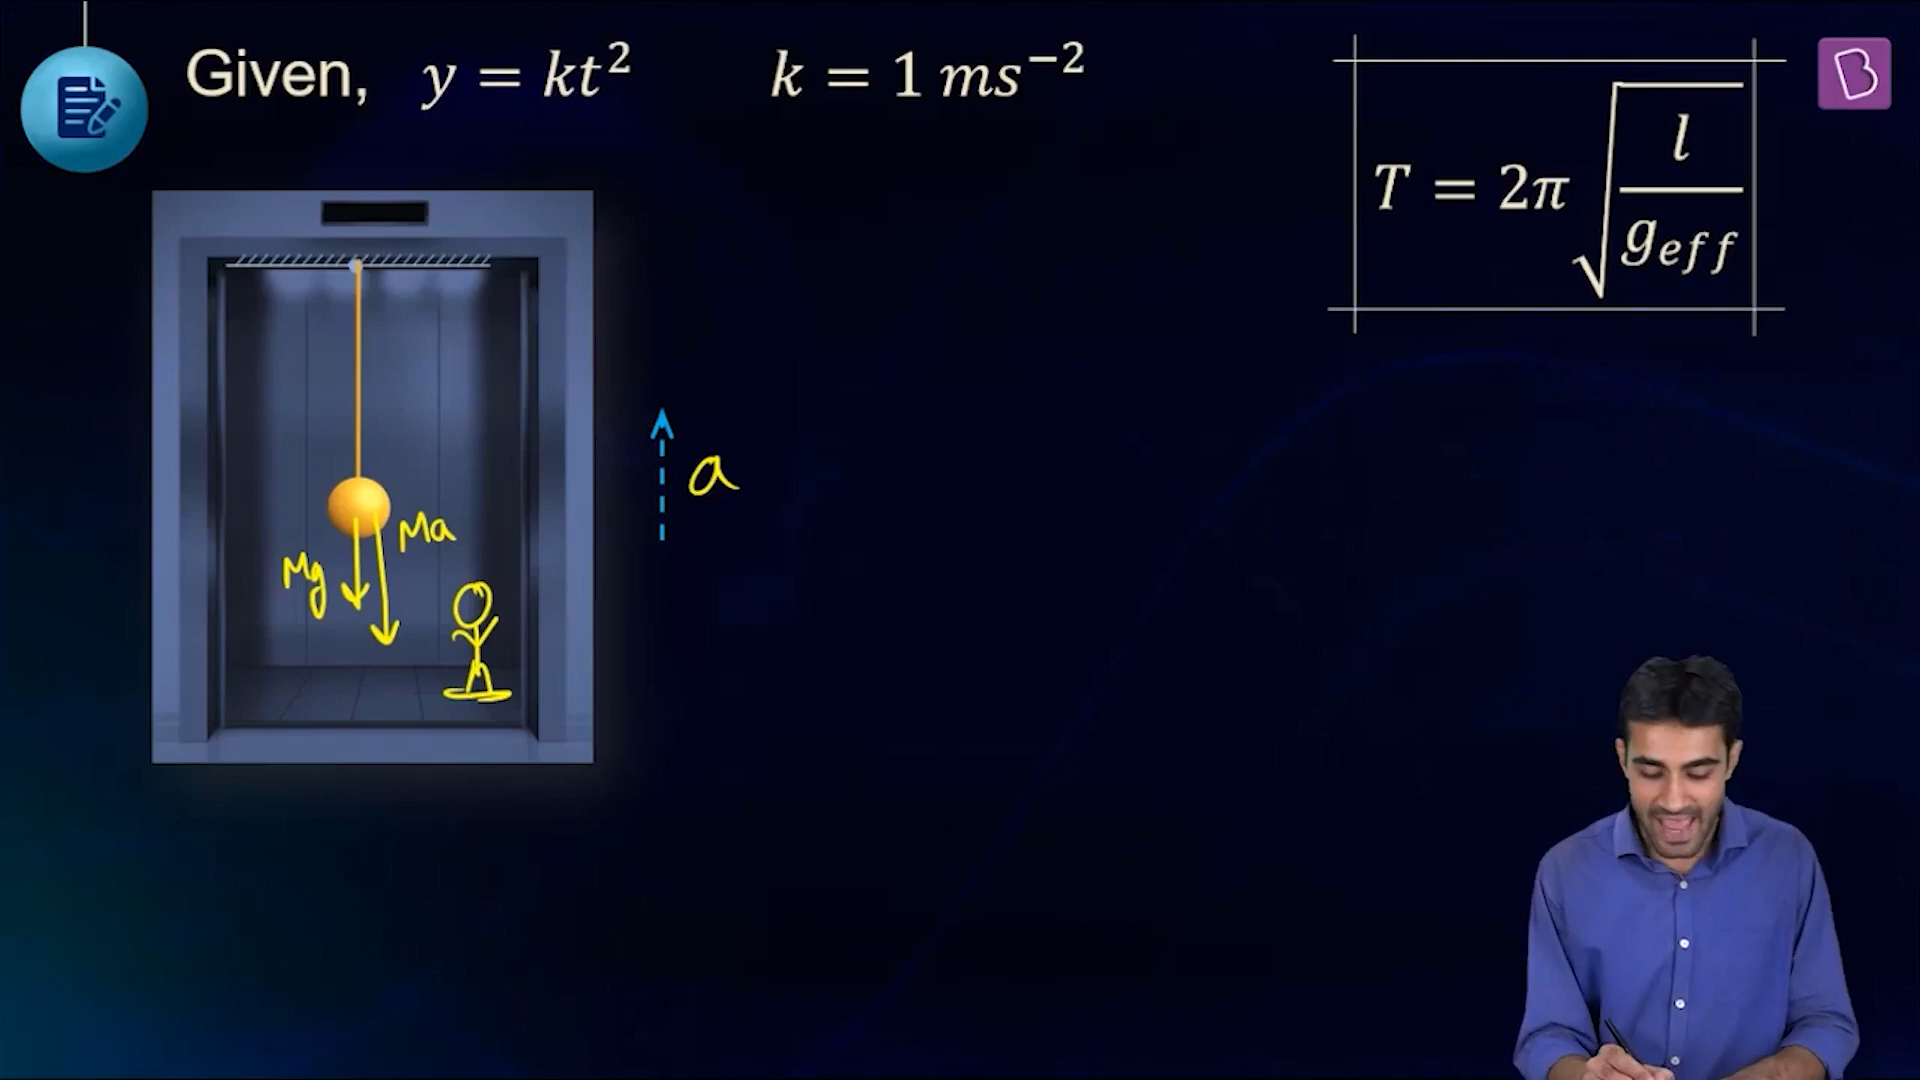 Given, y = kt² k = 1 ms⁻²
T = 2π √(l / g_eff)
a
Ma
Mg
B